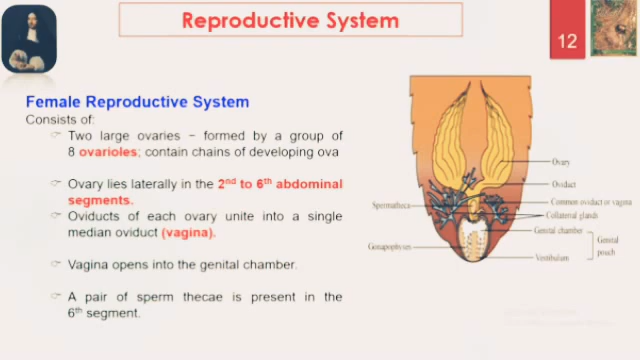 Reproductive System
12
Female Reproductive System
Consists of:
Two large ovaries – formed by a group of
8 ovarioles; contain chains of developing ova
Ovary lies laterally in the 2nd to 6th abdominal
segments.
Oviducts of each ovary unite into a single
median oviduct (vagina).
Vagina opens into the genital chamber.
A pair of sperm thecae is present in the
6th segment.
Ovary
Oviduct
Spermatheca
Common oviduct or vagina
Collateral glands
Genital chamber
Genital
pouch
Gonapophyses
Vestibulum